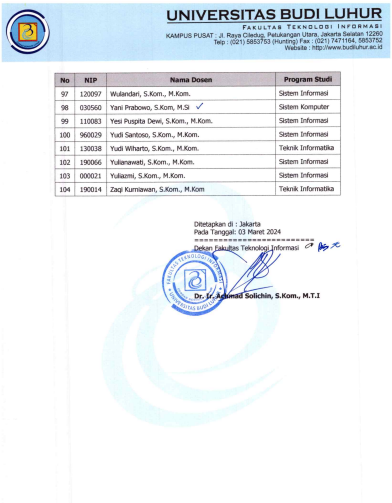 UNIVERSITAS BUDI LUHUR
FAKULTAS TEKNOLOGI INFORMASI
KAMPUS PUSAT : Jl. Raya Ciledug, Petukangan Utara, Jakarta Selatan 12260
Telp : (021) 5853753 (Hunting) Fax : (021) 7471164, 5853752
Website : http://www.budiluhur.ac.id
No NIP Nama Dosen Program Studi
97 120097 Wulandari, S.Kom., M.Kom. Sistem Informasi
98 030560 Yani Prabowo, S.Kom, M.Si ✓ Sistem Komputer
99 110083 Yesi Puspita Dewi, S.Kom., M.Kom. Sistem Informasi
100 960029 Yudi Santoso, S.Kom., M.Kom. Sistem Informasi
101 130038 Yudi Wiharto, S.Kom., M.Kom. Teknik Informatika
102 190066 Yulianawati, S.Kom., M.Kom. Sistem Informasi
103 000021 Yuliazmi, S.Kom., M.Kom. Sistem Informasi
104 190014 Zaqi Kurniawan, S.Kom., M.Kom Teknik Informatika
Ditetapkan di : Jakarta
Pada Tanggal: 03 Maret 2024
===========================
Dekan Fakultas Teknologi Informasi
FAKULTAS TEKNOLOGI INFORMASI
UNIVERSITAS BUDI LUHUR
Dr. Ir. Achmad Solichin, S.Kom., M.T.I